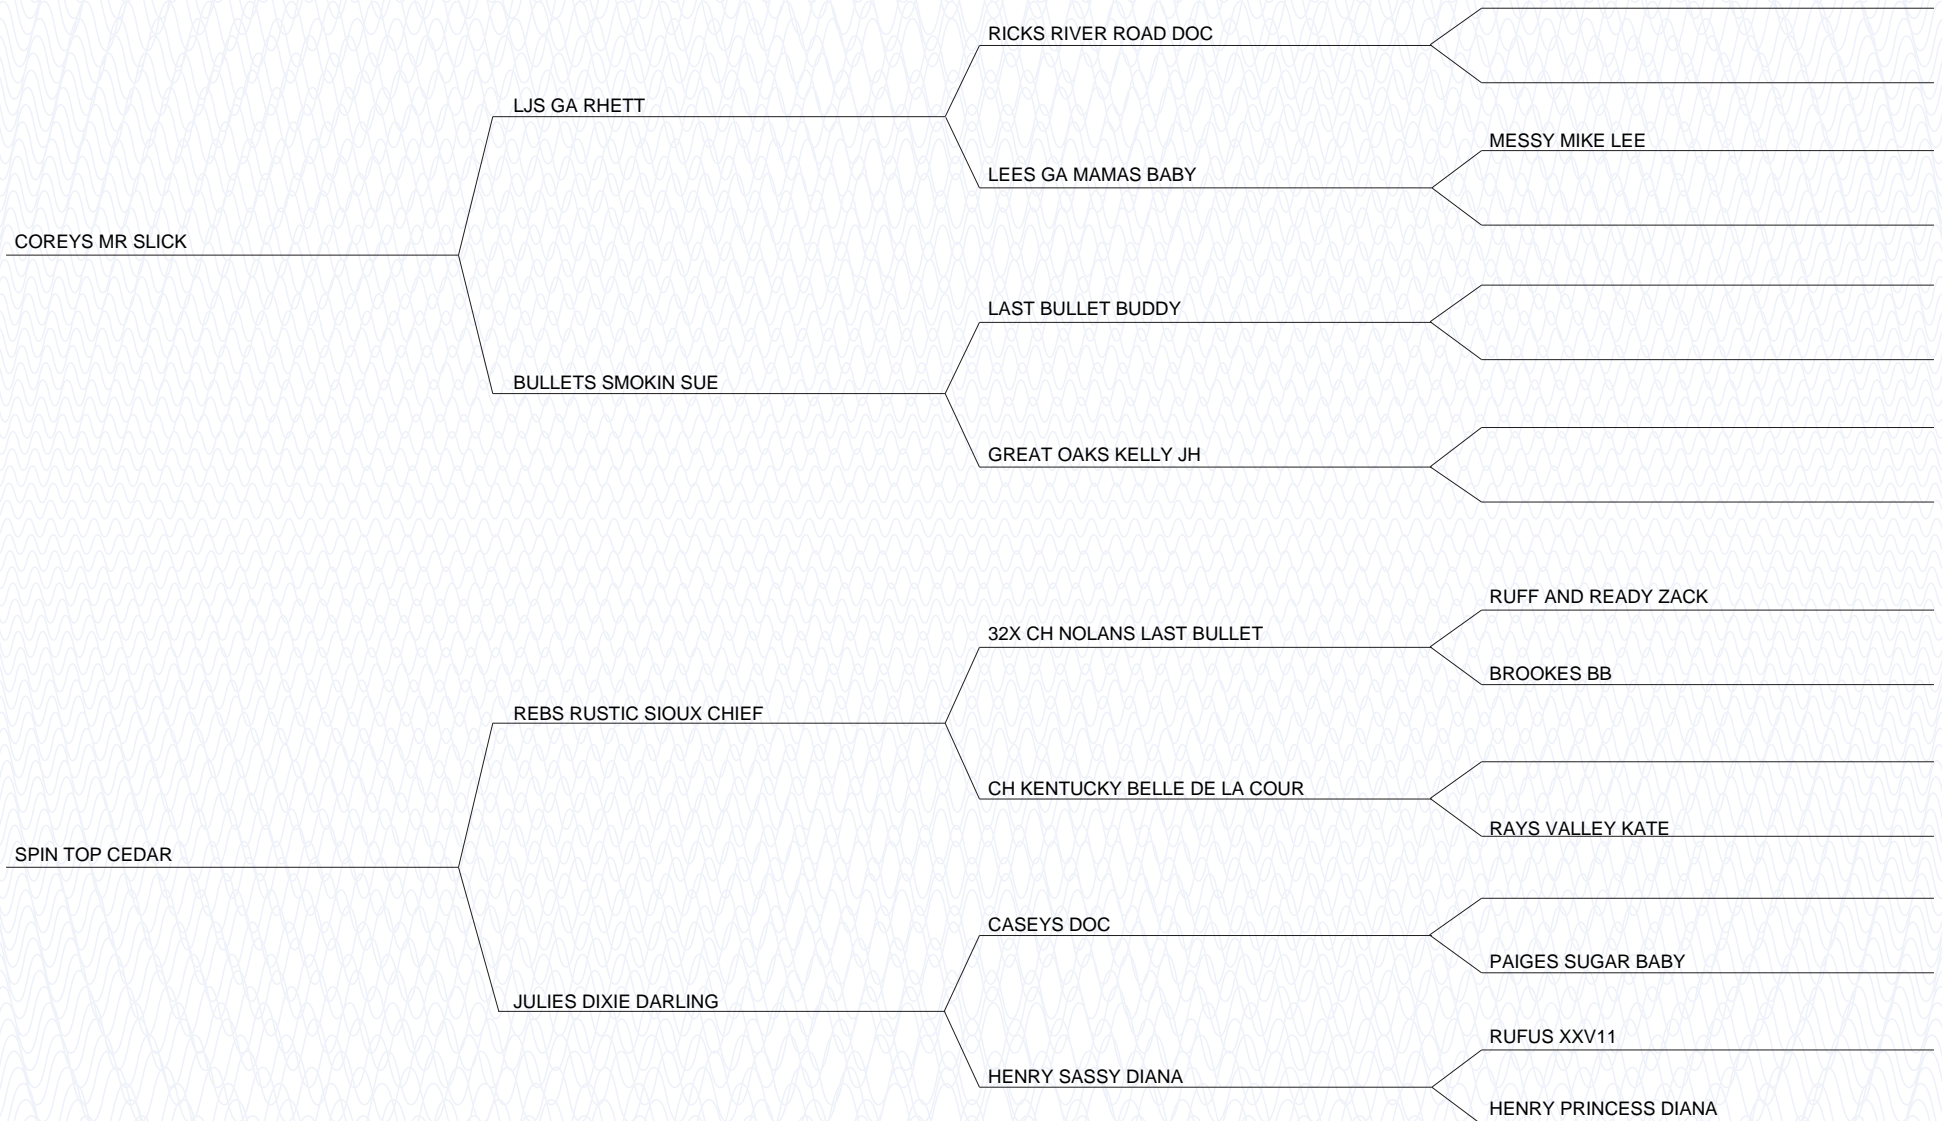 RICKS RIVER ROAD DOC
LJS GA RHETT
MESSY MIKE LEE
LEES GA MAMAS BABY
COREYS MR SLICK
LAST BULLET BUDDY
BULLETS SMOKIN SUE
GREAT OAKS KELLY JH
RUFF AND READY ZACK
32X CH NOLANS LAST BULLET
BROOKES BB
REBS RUSTIC SIOUX CHIEF
CH KENTUCKY BELLE DE LA COUR
RAYS VALLEY KATE
SPIN TOP CEDAR
CASEYS DOC
PAIGES SUGAR BABY
JULIES DIXIE DARLING
RUFUS XXV11
HENRY SASSY DIANA
HENRY PRINCESS DIANA